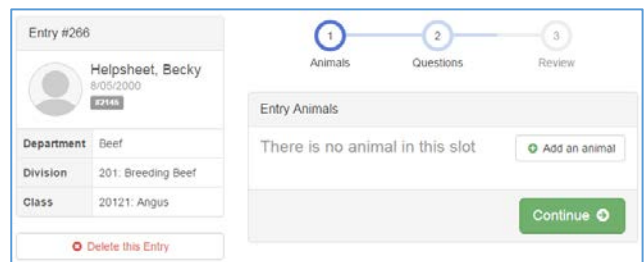 Entry #266
Helpsheet, Becky
8/05/2000
#2145
Department Beef
Division 201: Breeding Beef
Class 20121: Angus
Delete this Entry
1 2 3
Animals Questions Review
Entry Animals
There is no animal in this slot
Add an animal
Continue